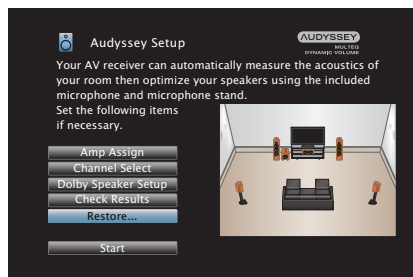 Audyssey Setup
AUDYSSEY
MULTEQ
DYNAMIC VOLUME
Your AV receiver can automatically measure the acoustics of
your room then optimize your speakers using the included
microphone and microphone stand.
Set the following items
if necessary.
Amp Assign
Channel Select
Dolby Speaker Setup
Check Results
Restore...
Start